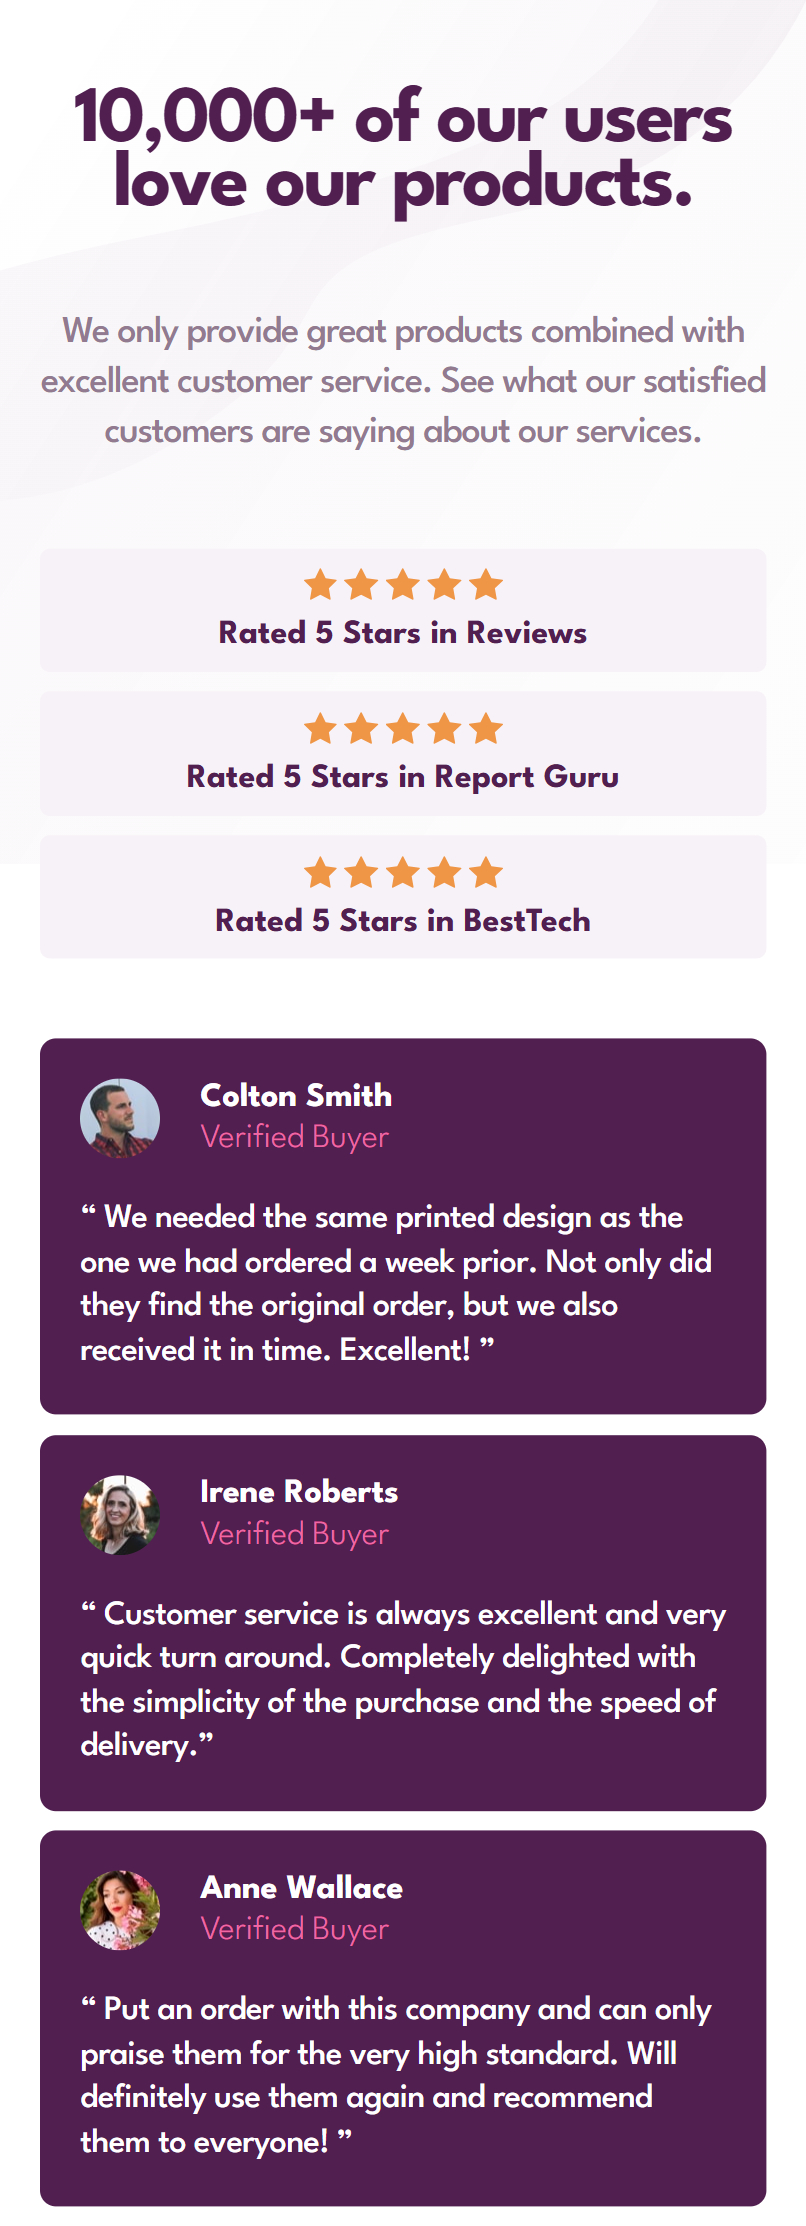 10,000+ of our users
love our products.
We only provide great products combined with
excellent customer service. See what our satisfied
customers are saying about our services.
Rated 5 Stars in Reviews
Rated 5 Stars in Report Guru
Rated 5 Stars in BestTech
Colton Smith
Verified Buyer
“ We needed the same printed design as the
one we had ordered a week prior. Not only did
they find the original order, but we also
received it in time. Excellent! ”
Irene Roberts
Verified Buyer
“ Customer service is always excellent and very
quick turn around. Completely delighted with
the simplicity of the purchase and the speed of
delivery.”
Anne Wallace
Verified Buyer
“ Put an order with this company and can only
praise them for the very high standard. Will
definitely use them again and recommend
them to everyone! ”